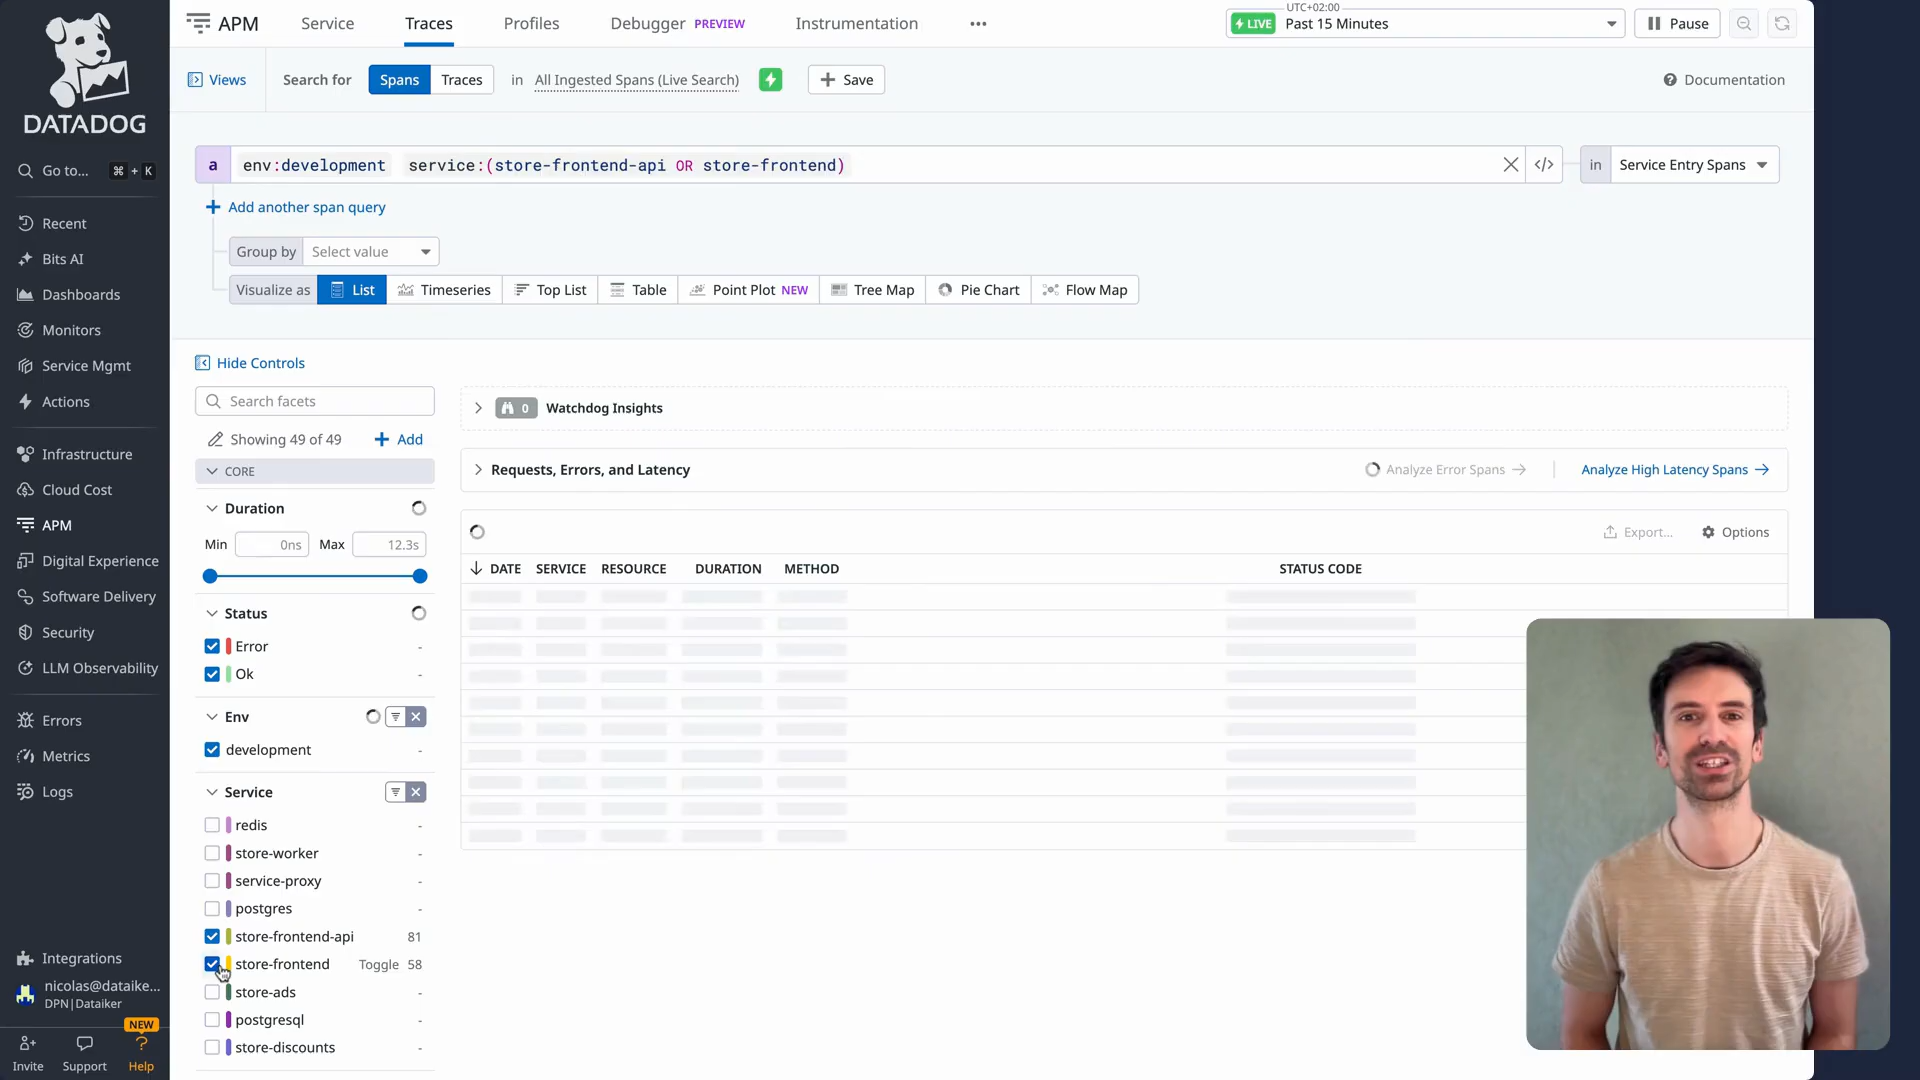 DATADOG
Go to... ⌘ + K
Recent
Bits AI
Dashboards
Monitors
Service Mgmt
Actions
Infrastructure
Cloud Cost
APM
Digital Experience
Software Delivery
Security
LLM Observability
Errors
Metrics
Logs
Integrations
nicolas@dataike...
DPN|Dataiker
NEW
Invite Support Help
APM Service Traces Profiles Debugger PREVIEW Instrumentation ...
UTC+02:00
LIVE Past 15 Minutes Pause
Views Search for Spans Traces in All Ingested Spans (Live Search) + Save Documentation
a env:development service:(store-frontend-api OR store-frontend) </> in Service Entry Spans
+ Add another span query
Group by Select value
Visualize as List Timeseries Top List Table Point Plot NEW Tree Map Pie Chart Flow Map
Hide Controls
Search facets
Showing 49 of 49 + Add
CORE
Duration
Min 0ns Max 12.3s
Status
Error -
Ok -
Env
development -
Service
redis -
store-worker -
service-proxy -
postgres -
store-frontend-api 81
store-frontend Toggle 58
store-ads -
postgresql -
store-discounts -
0 Watchdog Insights
Requests, Errors, and Latency Analyze Error Spans → Analyze High Latency Spans →
Export... Options
↓ DATE SERVICE RESOURCE DURATION METHOD STATUS CODE